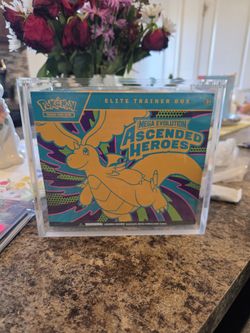 Pokémon
ELITE TRAINER BOX
MEGA EVOLUTION
ASCENDED
HEROES